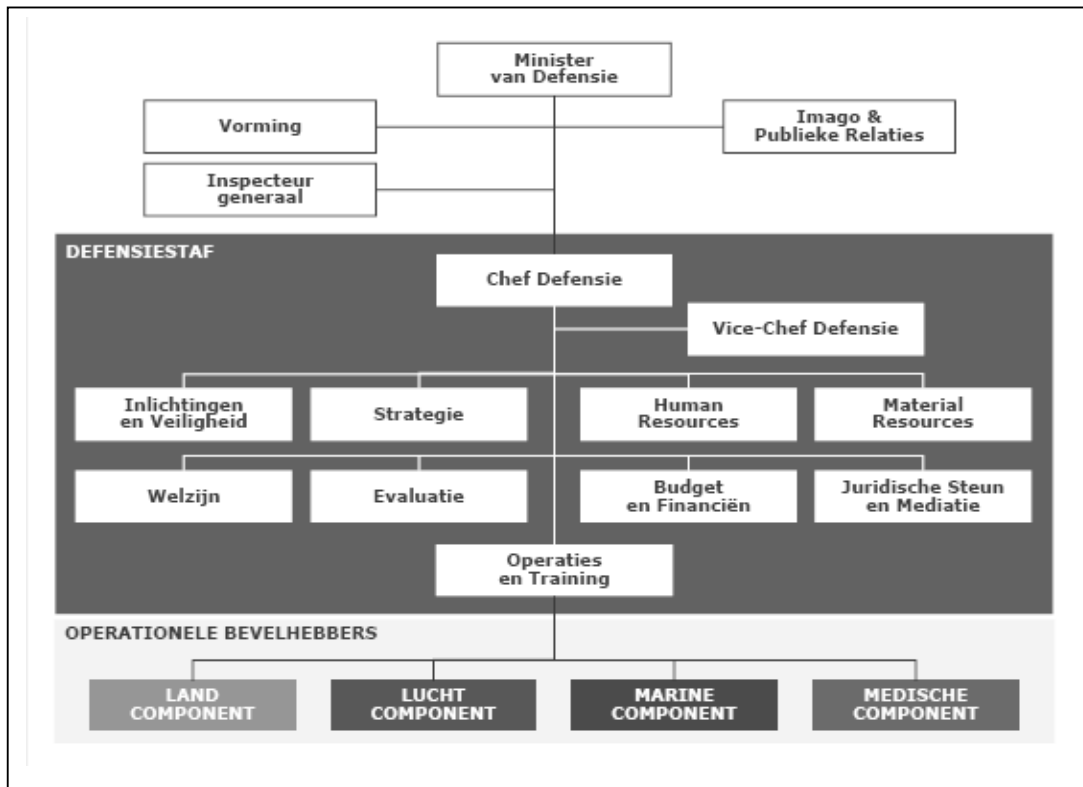 Minister
van Defensie
Vorming
Imago &
Publieke Relaties
Inspecteur
generaal
DEFENSIESTAF
Chef Defensie
Vice-Chef Defensie
Inlichtingen
en Veiligheid
Strategie
Human
Resources
Material
Resources
Welzijn
Evaluatie
Budget
en Financiën
Juridische Steun
en Mediatie
Operaties
en Training
OPERATIONELE BEVELHEBBERS
LAND
COMPONENT
LUCHT
COMPONENT
MARINE
COMPONENT
MEDISCHE
COMPONENT